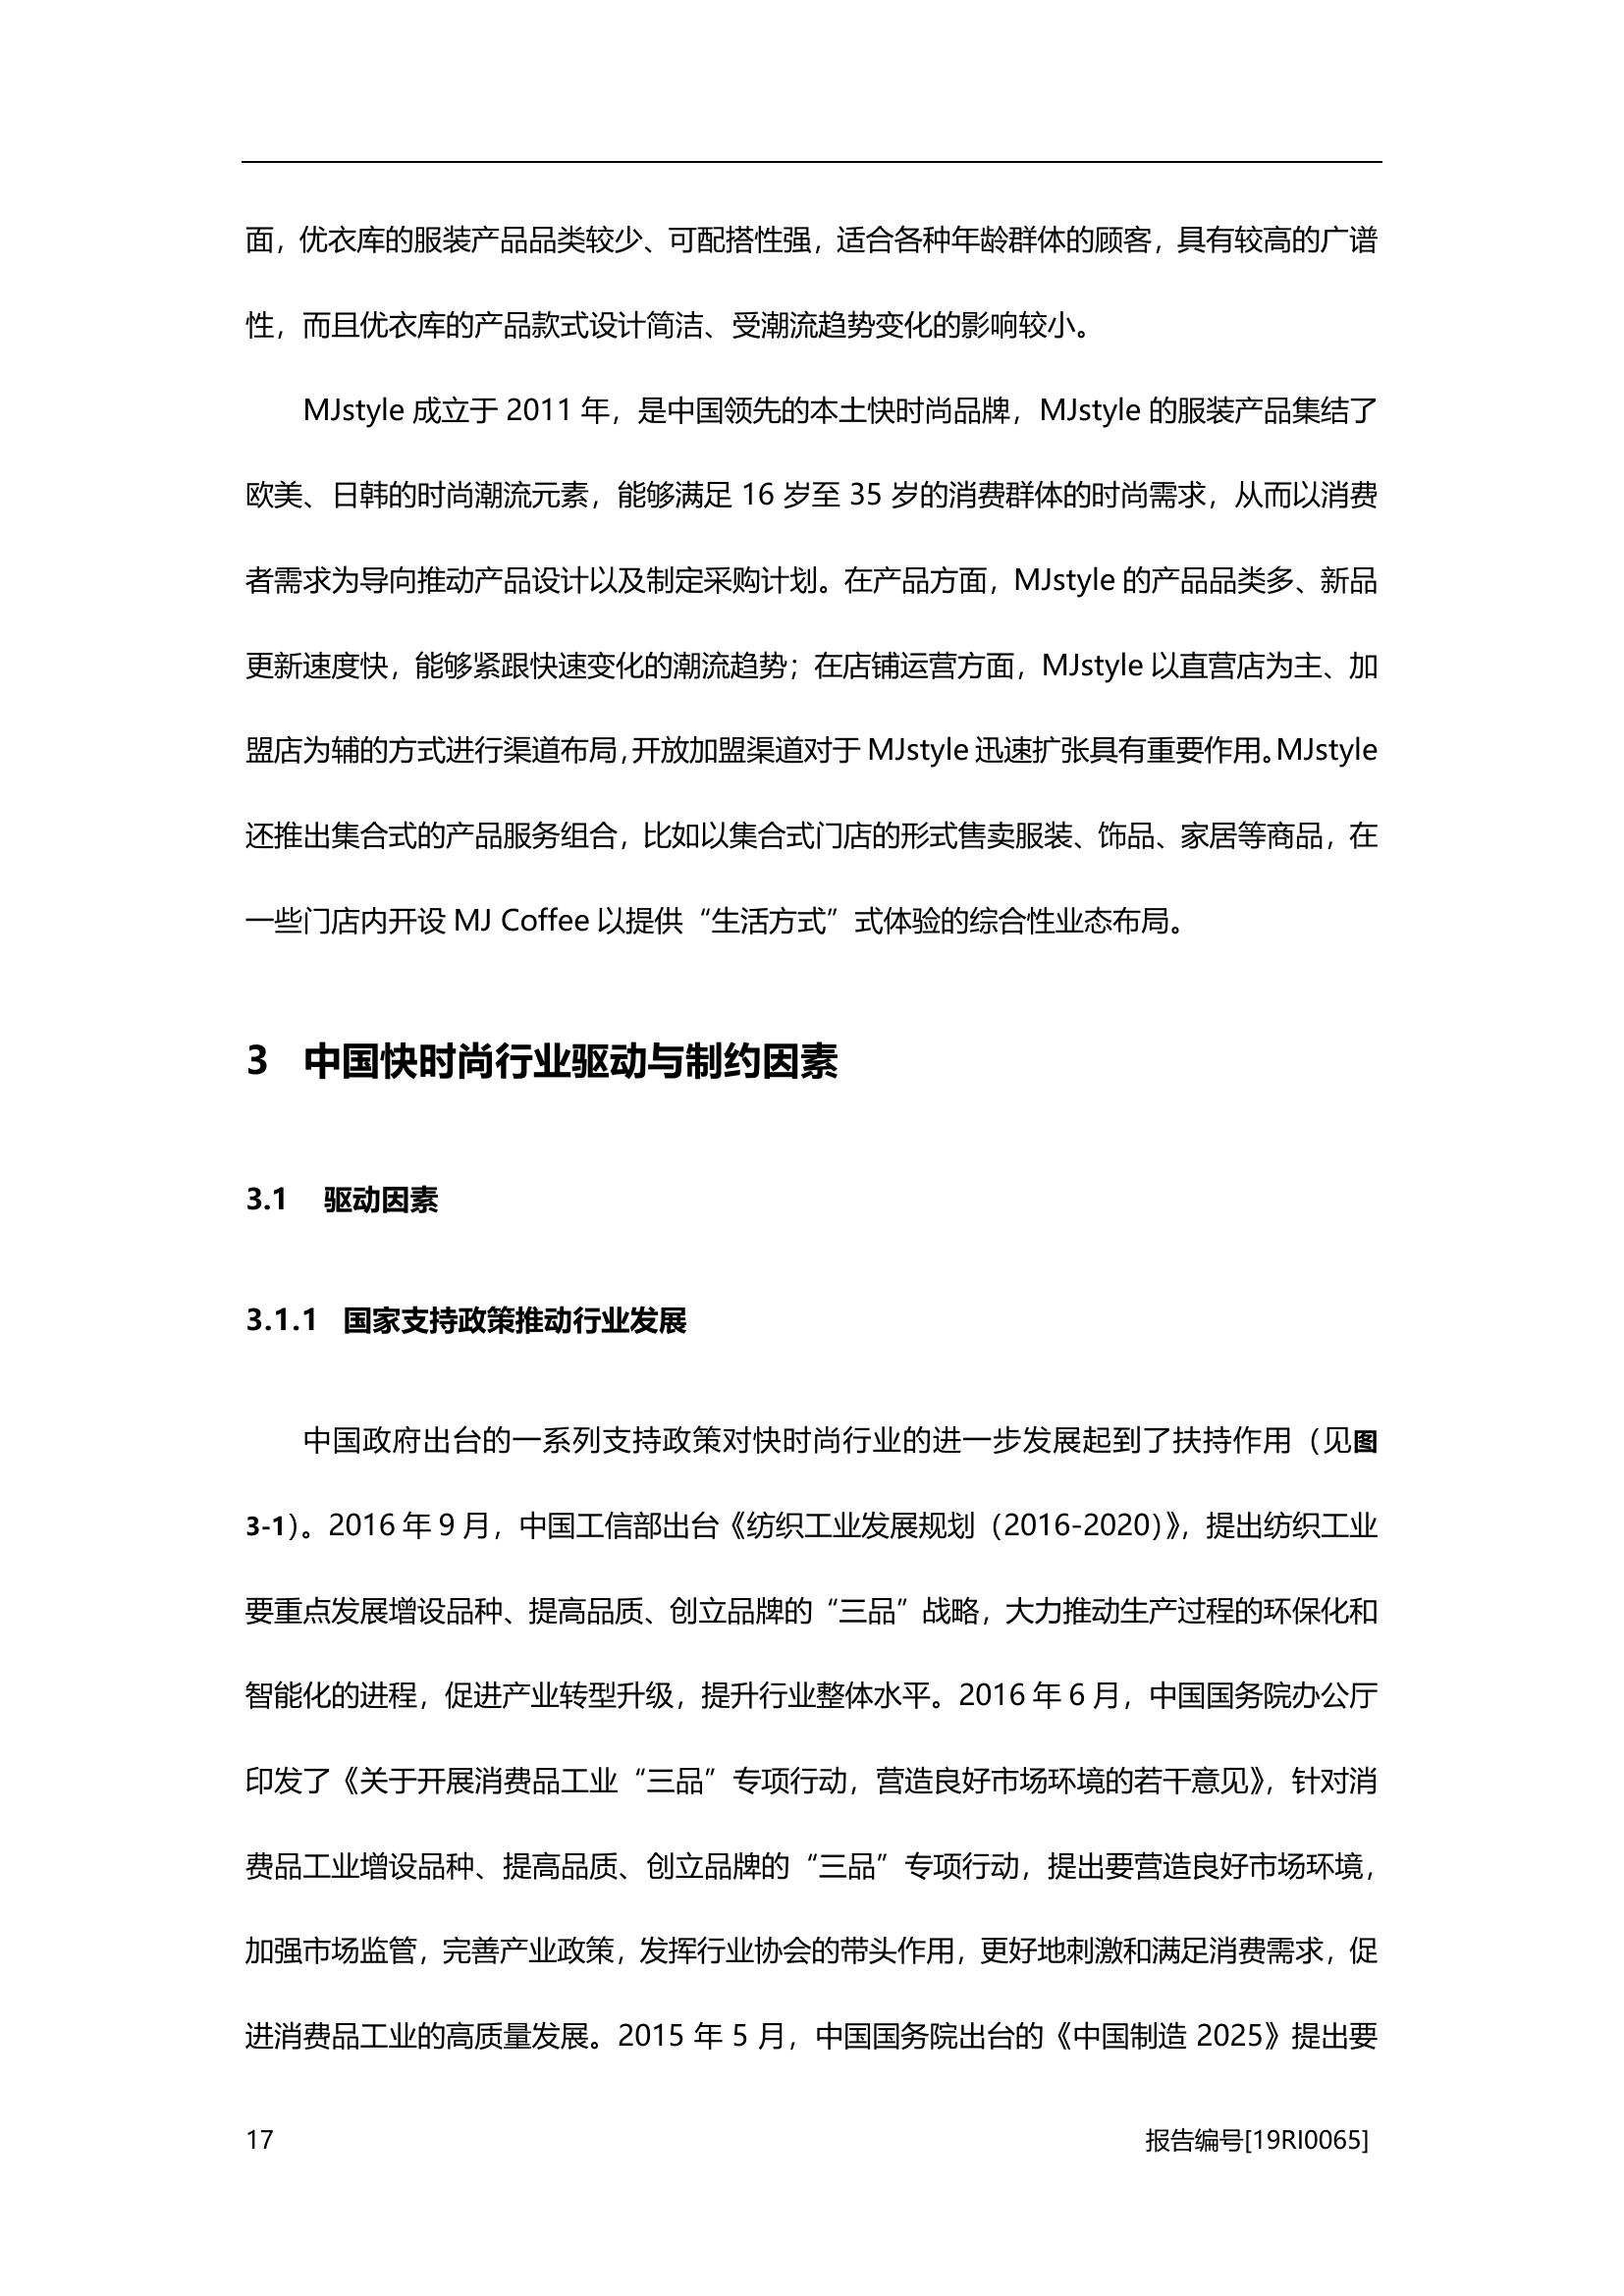 面，优衣库的服装产品品类较少、可配搭性强，适合各种年龄群体的顾客，具有较高的广谱
性，而且优衣库的产品款式设计简洁、受潮流趋势变化的影响较小。
MJstyle 成立于 2011 年，是中国领先的本土快时尚品牌，MJstyle 的服装产品集结了
欧美、日韩的时尚潮流元素，能够满足 16 岁至 35 岁的消费群体的时尚需求，从而以消费
者需求为导向推动产品设计以及制定采购计划。在产品方面，MJstyle 的产品品类多、新品
更新速度快，能够紧跟快速变化的潮流趋势；在店铺运营方面，MJstyle 以直营店为主、加
盟店为辅的方式进行渠道布局，开放加盟渠道对于 MJstyle 迅速扩张具有重要作用。MJstyle
还推出集合式的产品服务组合，比如以集合式门店的形式售卖服装、饰品、家居等商品，在
一些门店内开设 MJ Coffee 以提供“生活方式”式体验的综合性业态布局。
3 中国快时尚行业驱动与制约因素
3.1 驱动因素
3.1.1 国家支持政策推动行业发展
中国政府出台的一系列支持政策对快时尚行业的进一步发展起到了扶持作用（见图
3-1）。2016 年 9 月，中国工信部出台《纺织工业发展规划（2016-2020）》，提出纺织工业
要重点发展增设品种、提高品质、创立品牌的“三品”战略，大力推动生产过程的环保化和
智能化的进程，促进产业转型升级，提升行业整体水平。2016 年 6 月，中国国务院办公厅
印发了《关于开展消费品工业“三品”专项行动，营造良好市场环境的若干意见》，针对消
费品工业增设品种、提高品质、创立品牌的“三品”专项行动，提出要营造良好市场环境，
加强市场监管，完善产业政策，发挥行业协会的带头作用，更好地刺激和满足消费需求，促
进消费品工业的高质量发展。2015 年 5 月，中国国务院出台的《中国制造 2025》提出要
17 报告编号[19RI0065]